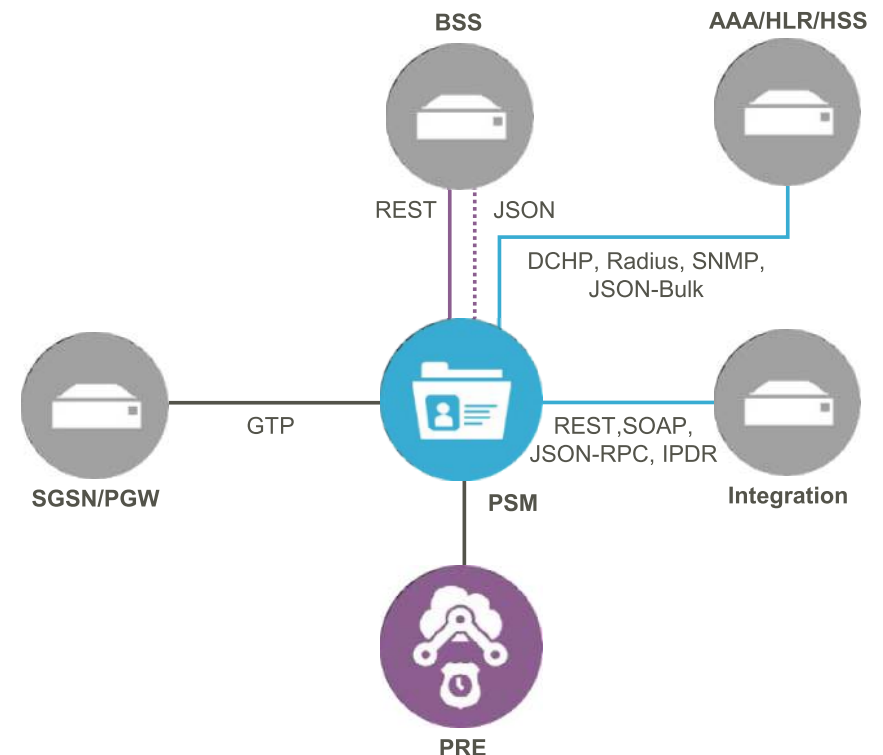 BSS
AAA/HLR/HSS
REST
JSON
DCHP, Radius, SNMP,
JSON-Bulk
GTP
REST,SOAP,
JSON-RPC, IPDR
SGSN/PGW
PSM
Integration
PRE